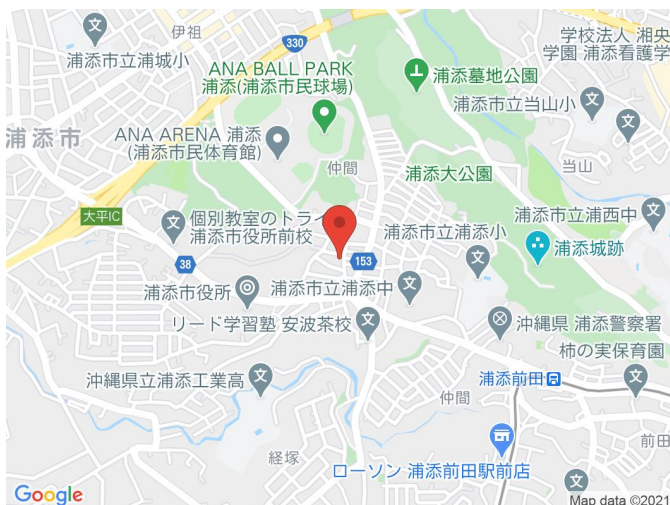 伊祖
浦添市立浦城小
330
学校法人 湘央
学園 浦添看護学
ANA BALL PARK
浦添(浦添市民球場)
浦添墓地公園
浦添市立当山小
浦添市
ANA ARENA 浦添
(浦添市民体育館)
仲間
当山
浦添大公園
大平IC
個別教室のトライ
浦添市役所前校
浦添市立浦西中
浦添市立浦添小
浦添城跡
153
38
浦添市役所
浦添市立浦添中
リード学習塾 安波茶校
沖縄県 浦添警察署
柿の実保育園
浦添前田
沖縄県立浦添工業高
仲間
前田
経塚
ローソン 浦添前田駅前店
Google
Map data ©2021